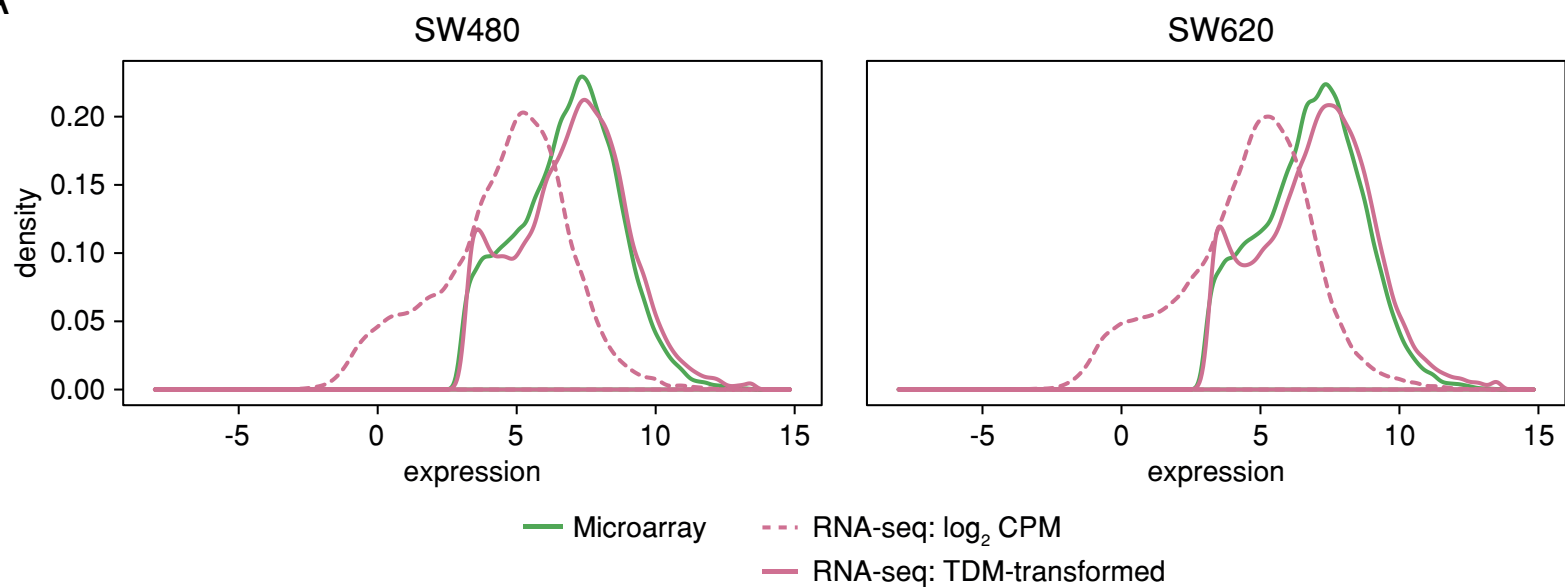 A
SW480 SW620
density
0.20
0.15
0.10
0.05
0.00
-5 0 5 10 15 -5 0 5 10 15
expression expression
Microarray RNA-seq: log₂ CPM
RNA-seq: TDM-transformed